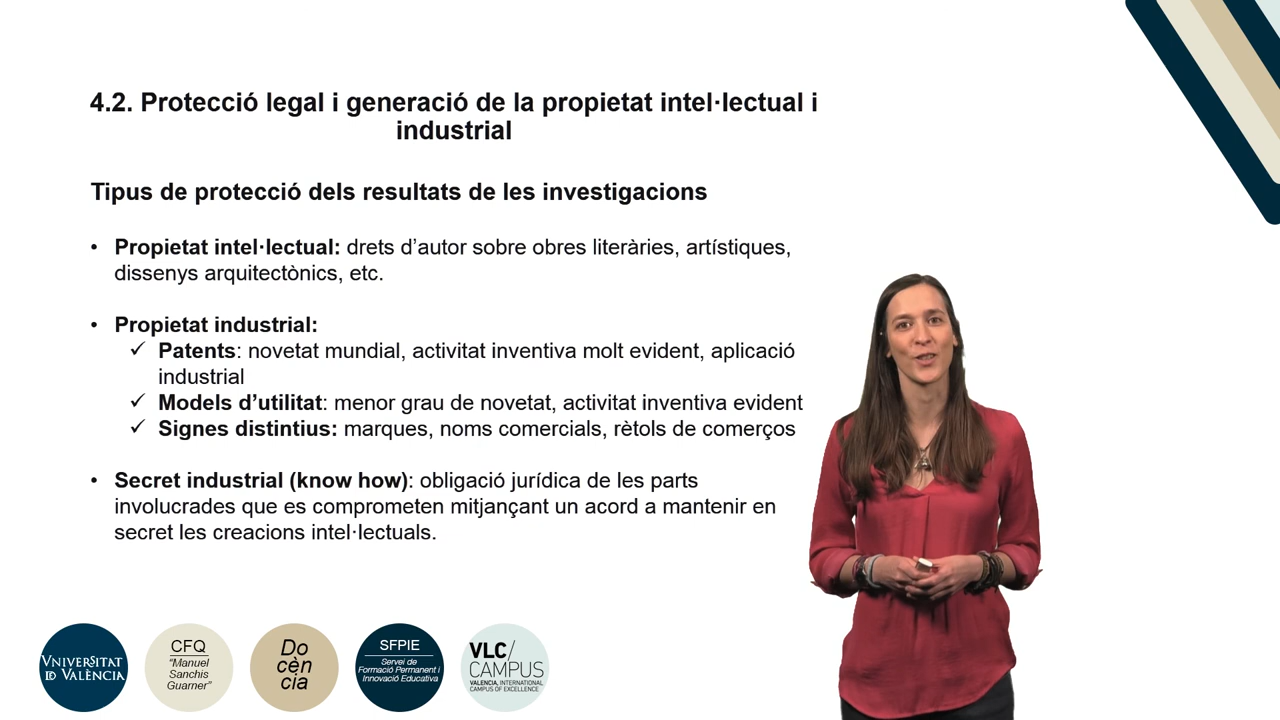 4.2. Protecció legal i generació de la propietat intel·lectual i
industrial
Tipus de protecció dels resultats de les investigacions
• Propietat intel·lectual: drets d’autor sobre obres literàries, artístiques,
dissenys arquitectònics, etc.
• Propietat industrial:
✓ Patents: novetat mundial, activitat inventiva molt evident, aplicació
industrial
✓ Models d’utilitat: menor grau de novetat, activitat inventiva evident
✓ Signes distintius: marques, noms comercials, rètols de comerços
• Secret industrial (know how): obligació jurídica de les parts
involucrades que es comprometen mitjançant un acord a mantenir en
secret les creacions intel·lectuals.
VNIVERSITAT
ID VALÈNCIA
CFQ
“Manuel
Sanchis
Guarner”
Do
cèn
cia
SFPIE
Servei de
Formació Permanent i
Innovació Educativa
VLC/
CAMPUS
VALENCIA, INTERNATIONAL
CAMPUS OF EXCELLENCE